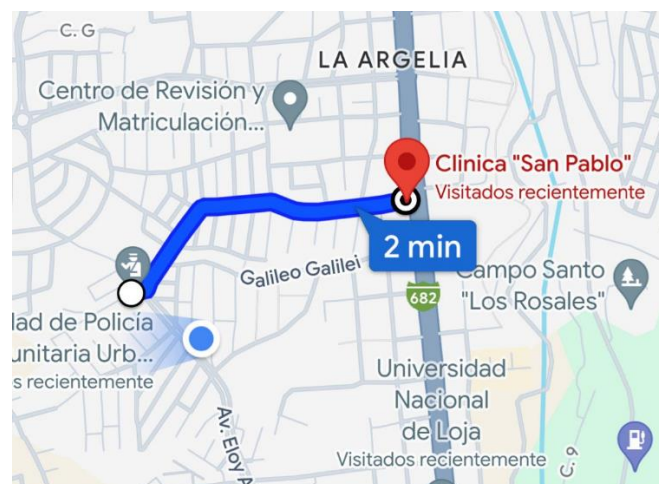 C. G
LA ARGELIA
Centro de Revisión y
Matriculación...
Clinica "San Pablo"
Visitados recientemente
2 min
Galileo Galilei
682
Campo Santo
"Los Rosales"
dad de Policía
unitaria Urb...
s recientemente
Universidad
Nacional
de Loja
Visitados recientemente
Av. Eloy A
C. 9